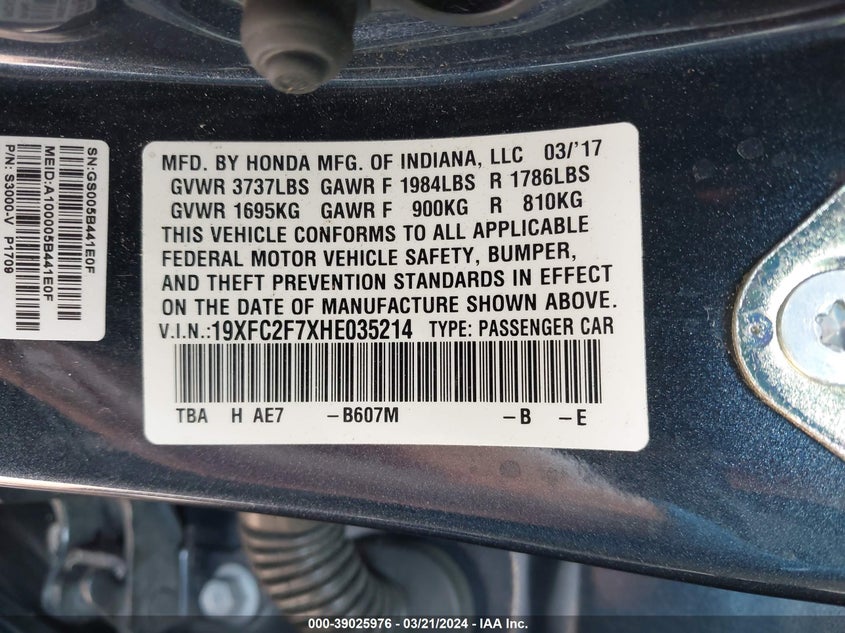 SN:GS005B441E0F
MEID:A100005B441E0F
P/N: S3000-V P1709
MFD. BY HONDA MFG. OF INDIANA, LLC 03/'17
GVWR 3737LBS GAWR F 1984LBS R 1786LBS
GVWR 1695KG GAWR F 900KG R 810KG
THIS VEHICLE CONFORMS TO ALL APPLICABLE
FEDERAL MOTOR VEHICLE SAFETY, BUMPER,
AND THEFT PREVENTION STANDARDS IN EFFECT
ON THE DATE OF MANUFACTURE SHOWN ABOVE.
V.I.N.:19XFC2F7XHE035214 TYPE: PASSENGER CAR
TBA H AE7 –B607M –B –E
000-39025976 - 03/21/2024 - IAA Inc.